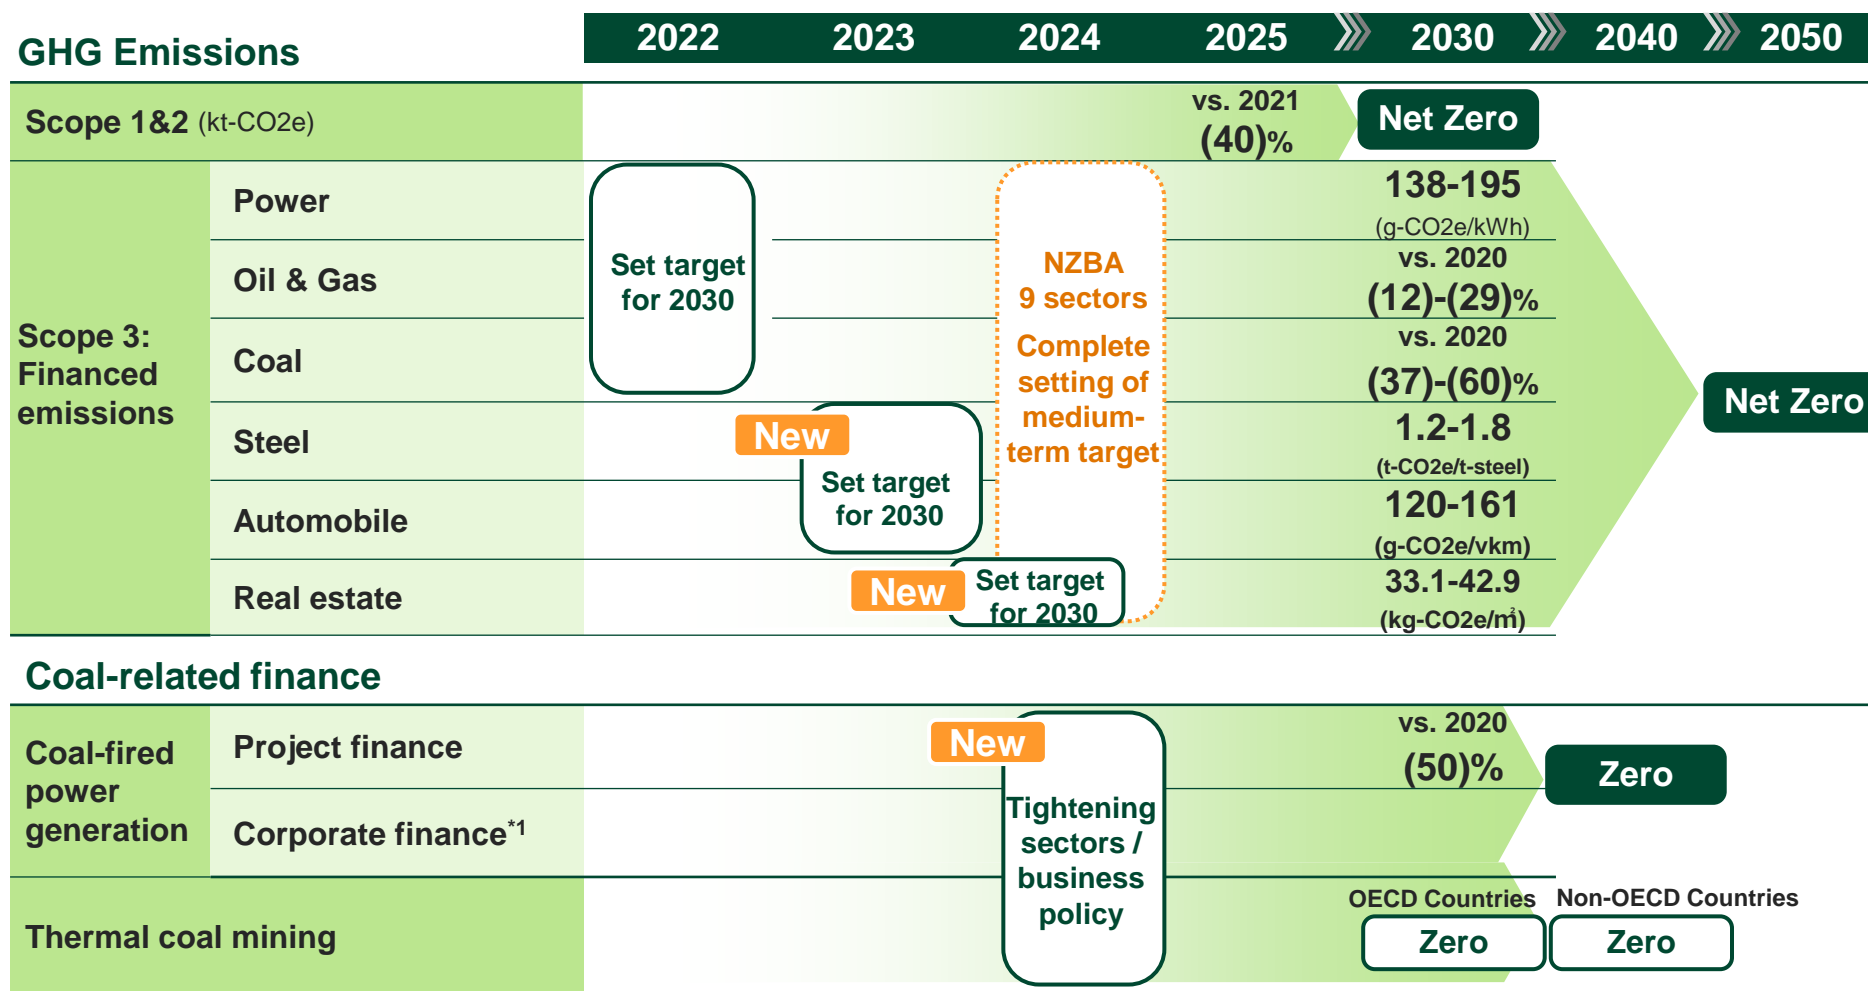 GHG Emissions
2022 2023 2024 2025 2030 2040 2050
Scope 1&2 (kt-CO2e)
vs. 2021
(40)%
Net Zero
Scope 3:
Financed
emissions
Power
138-195
(g-CO2e/kWh)
Oil & Gas
vs. 2020
(12)-(29)%
Coal
vs. 2020
(37)-(60)%
Steel
1.2-1.8
(t-CO2e/t-steel)
Automobile
120-161
(g-CO2e/vkm)
Real estate
33.1-42.9
(kg-CO2e/㎡)
Set target
for 2030
New
Set target
for 2030
New
Set target
for 2030
NZBA
9 sectors
Complete
setting of
medium-
term target
Net Zero
Coal-related finance
Coal-fired
power
generation
Project finance
Corporate finance*1
Thermal coal mining
New
Tightening
sectors /
business
policy
vs. 2020
(50)%
Zero
OECD Countries
Zero
Non-OECD Countries
Zero